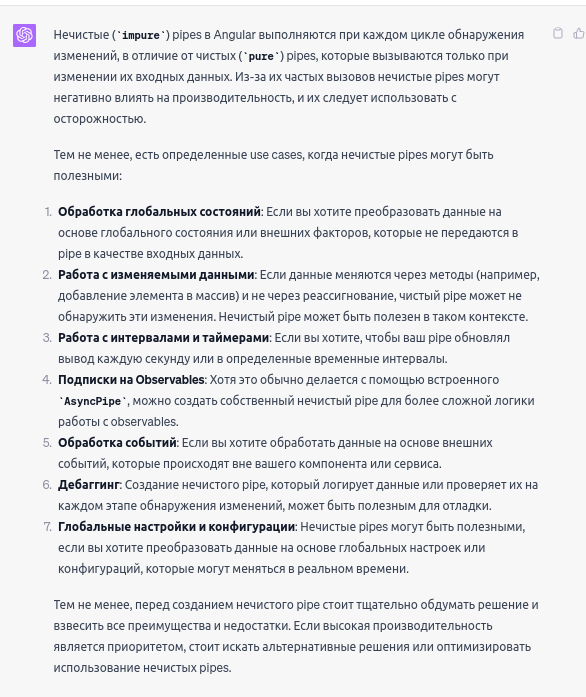 Нечистые (`impure`) pipes в Angular выполняются при каждом цикле обнаружения
изменений, в отличие от чистых (`pure`) pipes, которые вызываются только при
изменении их входных данных. Из-за их частых вызовов нечистые pipes могут
негативно влиять на производительность, и их следует использовать с
осторожностью.
Тем не менее, есть определенные use cases, когда нечистые pipes могут быть
полезными:
1. Обработка глобальных состояний: Если вы хотите преобразовать данные на
основе глобального состояния или внешних факторов, которые не передаются в
pipe в качестве входных данных.
2. Работа с изменяемыми данными: Если данные меняются через методы (например,
добавление элемента в массив) и не через реассигнование, чистый pipe может не
обнаружить эти изменения. Нечистый pipe может быть полезен в таком контексте.
3. Работа с интервалами и таймерами: Если вы хотите, чтобы ваш pipe обновлял
вывод каждую секунду или в определенные временные интервалы.
4. Подписки на Observables: Хотя это обычно делается с помощью встроенного
`AsyncPipe`, можно создать собственный нечистый pipe для более сложной логики
работы с observables.
5. Обработка событий: Если вы хотите обработать данные на основе внешних
событий, которые происходят вне вашего компонента или сервиса.
6. Дебаггинг: Создание нечистого pipe, который логирует данные или проверяет их на
каждом этапе обнаружения изменений, может быть полезным для отладки.
7. Глобальные настройки и конфигурации: Нечистые pipes могут быть полезными,
если вы хотите преобразовать данные на основе глобальных настроек или
конфигураций, которые могут меняться в реальном времени.
Тем не менее, перед созданием нечистого pipe стоит тщательно обдумать решение и
взвесить все преимущества и недостатки. Если высокая производительность
является приоритетом, стоит искать альтернативные решения или оптимизировать
использование нечистых pipes.